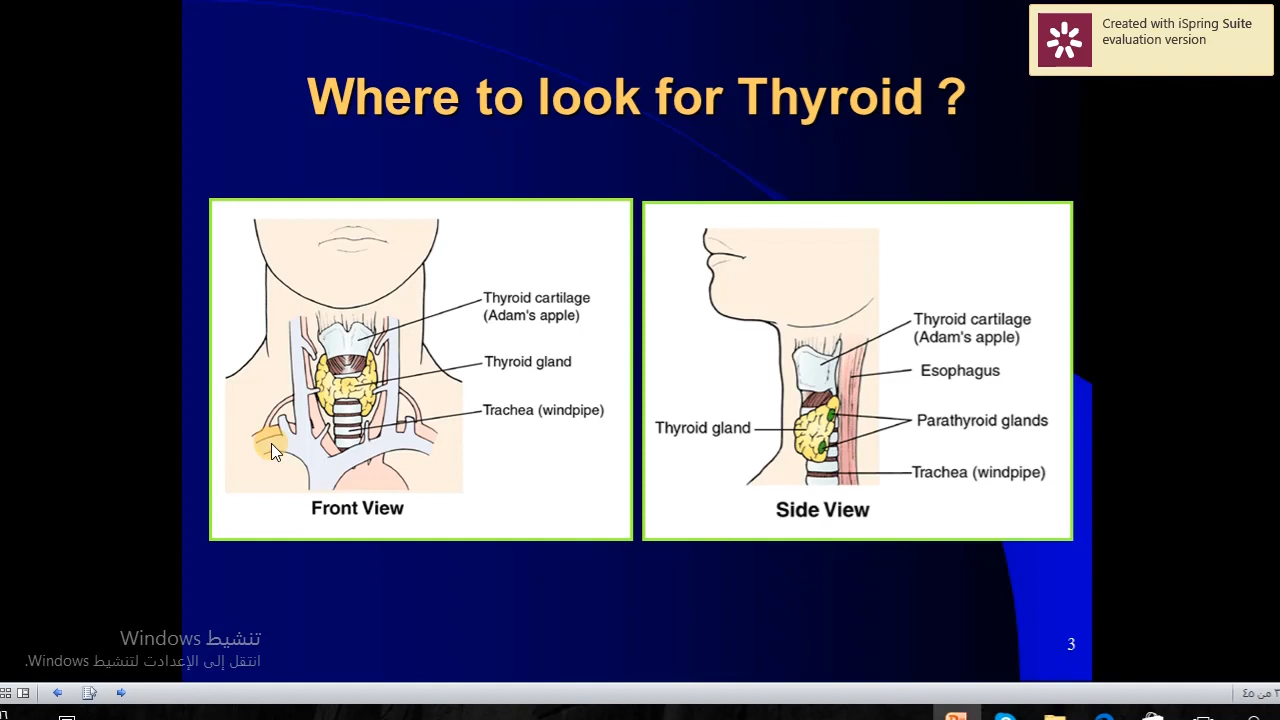 Created with iSpring Suite
evaluation version
Where to look for Thyroid ?
Thyroid cartilage
(Adam's apple)
Thyroid gland
Trachea (windpipe)
Front View
Thyroid cartilage
(Adam's apple)
Esophagus
Parathyroid glands
Thyroid gland
Trachea (windpipe)
Side View
تنشيط Windows
انتقل إلى الإعدادت لتنشيط Windows.
3